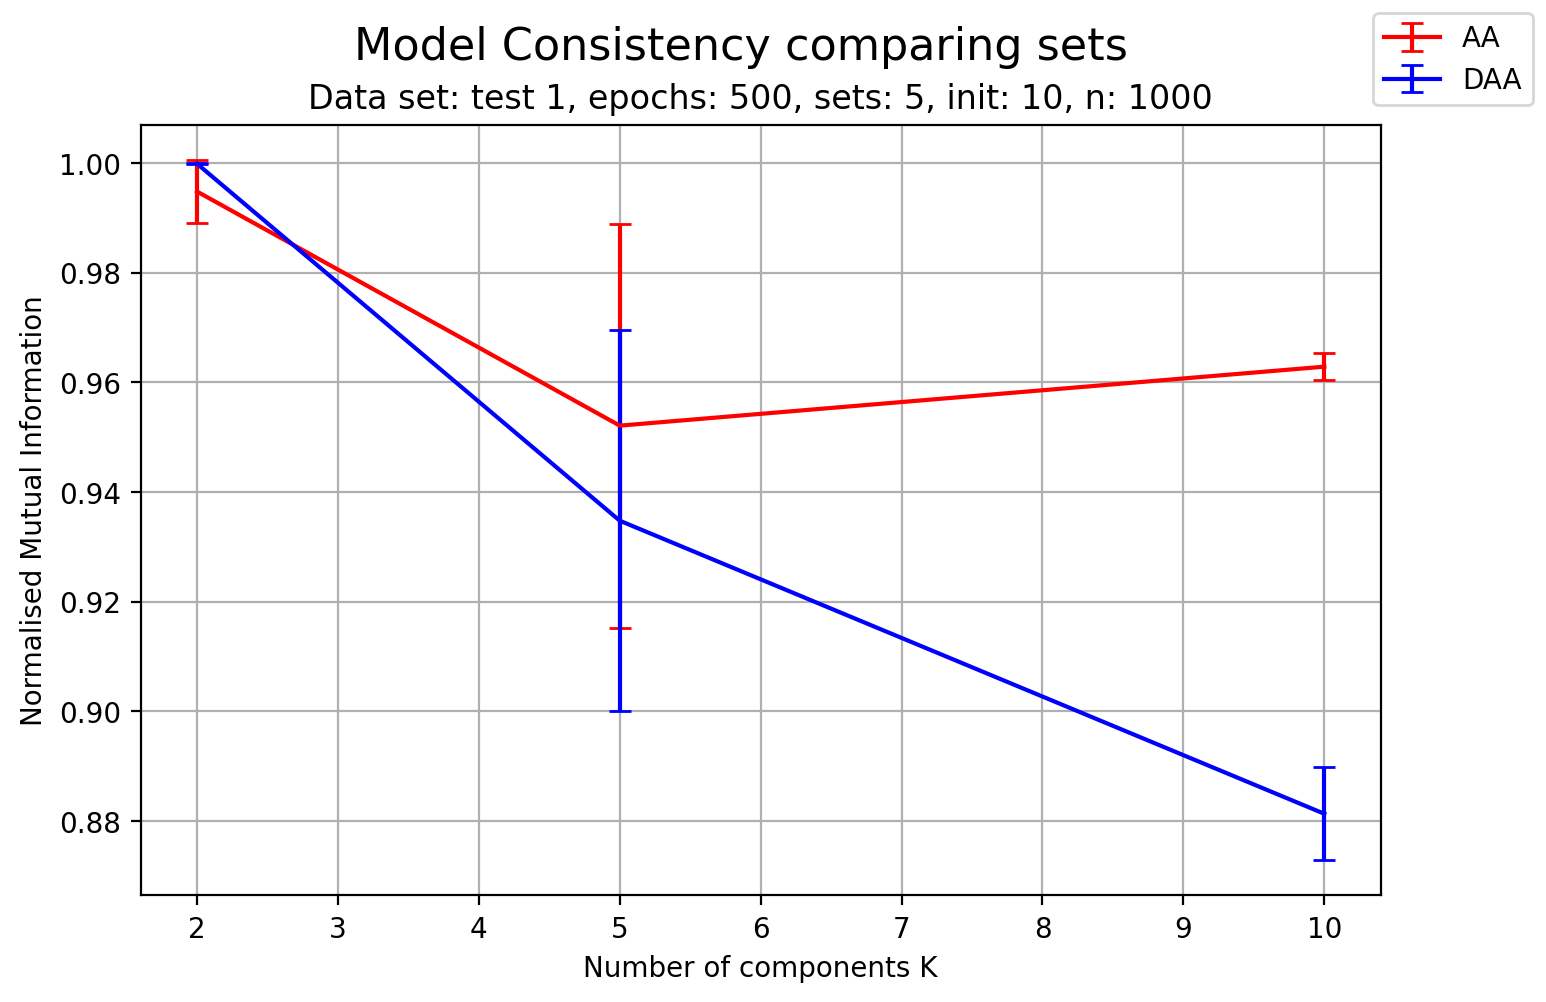 Model Consistency comparing sets
Data set: test 1, epochs: 500, sets: 5, init: 10, n: 1000
AA
DAA
Normalised Mutual Information
1.00
0.98
0.96
0.94
0.92
0.90
0.88
2 3 4 5 6 7 8 9 10
Number of components K